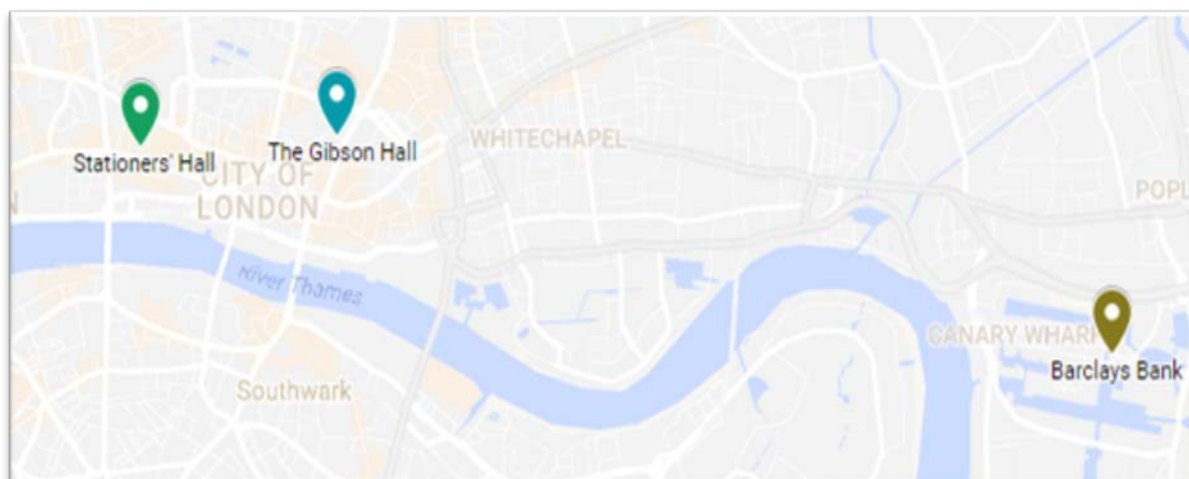 WHITECHAPEL
The Gibson Hall
Stationers' Hall
CITY OF
LONDON
POPL
River Thames
CANARY WHARF
Barclays Bank
Southwark
N